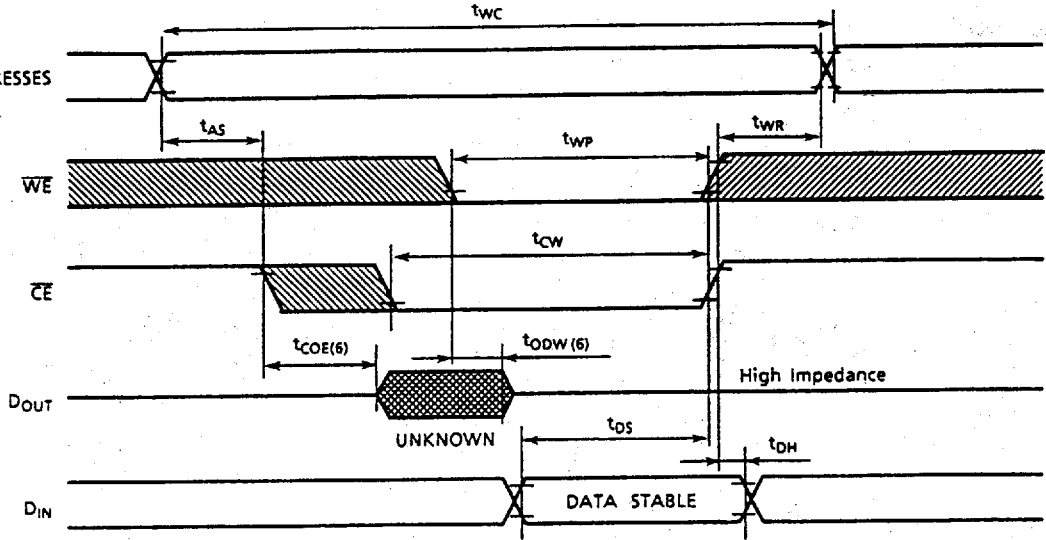 tWC
RESSES
tAS
tWP
tWR
WE
tCW
CE
tCOE(6)
tODW(6)
High Impedance
DOUT
UNKNOWN
tDS
tDH
DIN
DATA STABLE